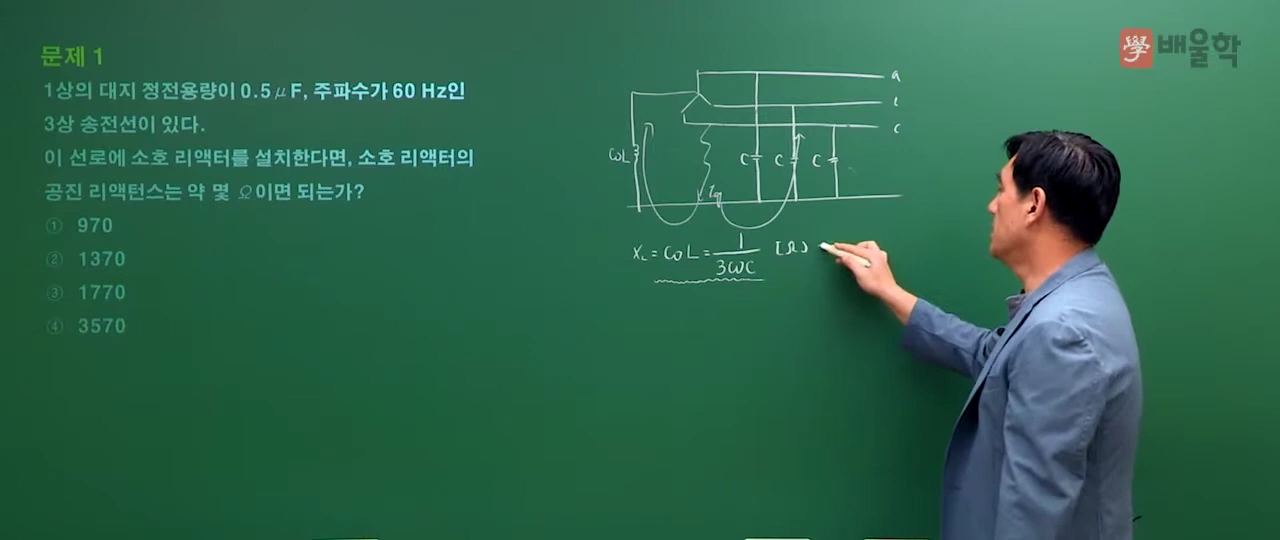 문제 1
1상의 대지 정전용량이 0.5μF, 주파수가 60 Hz인
3상 송전선이 있다.
이 선로에 소호 리액터를 설치한다면, 소호 리액터의
공진 리액턴스는 약 몇 Ω이면 되는가?
① 970
② 1370
③ 1770
④ 3570
學 배울학
a
c
ωL
C C C
X_L = ωL = 1/3ωC [Ω]